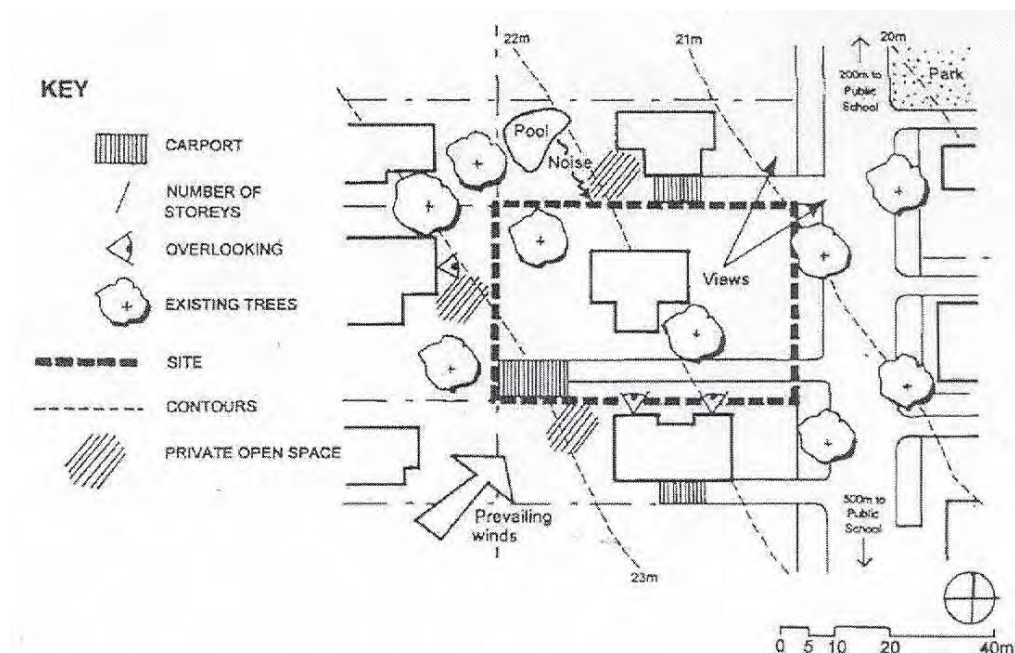 KEY
CARPORT
NUMBER OF
STOREYS
OVERLOOKING
EXISTING TREES
SITE
CONTOURS
PRIVATE OPEN SPACE
22m
21m
20m
200m to
Public
School
Park
Pool
Noise
Views
Prevailing
winds
23m
500m to
Public
School
0 5 10 20 40m